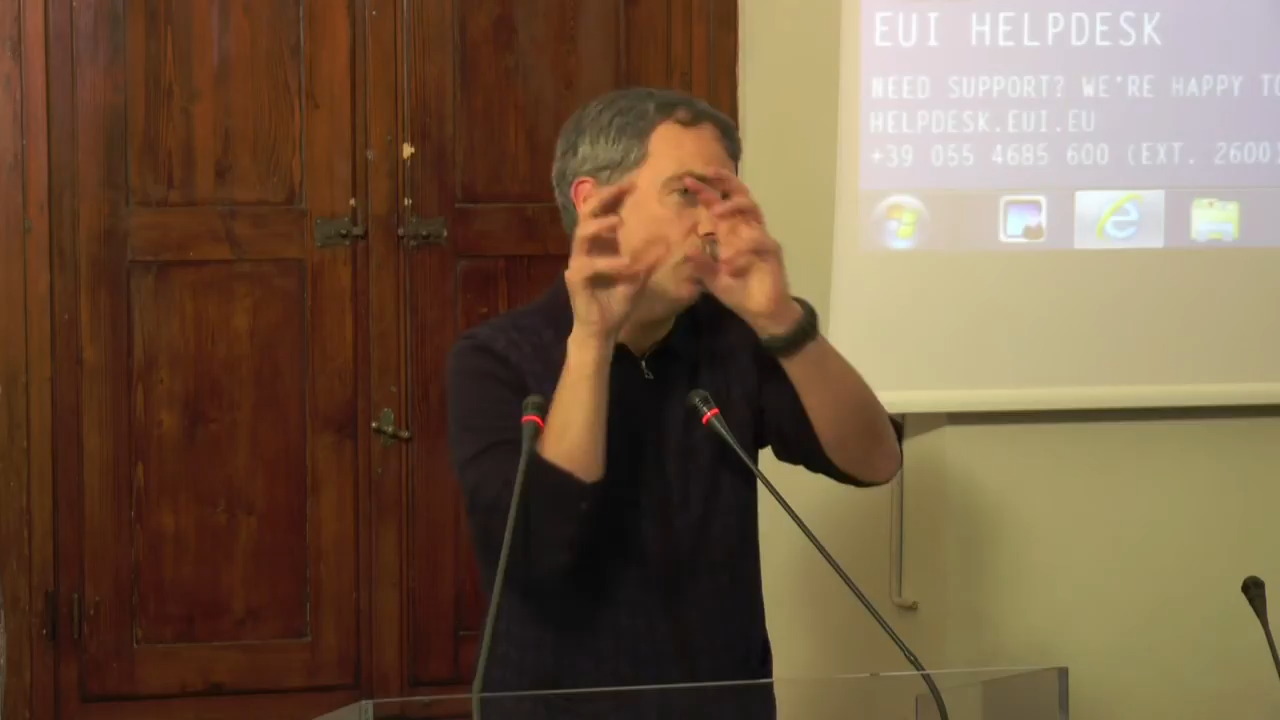 EUI HELPDESK
NEED SUPPORT? WE'RE HAPPY TO
HELPDESK.EUI.EU
+39 055 4685 600 (EXT. 2600)